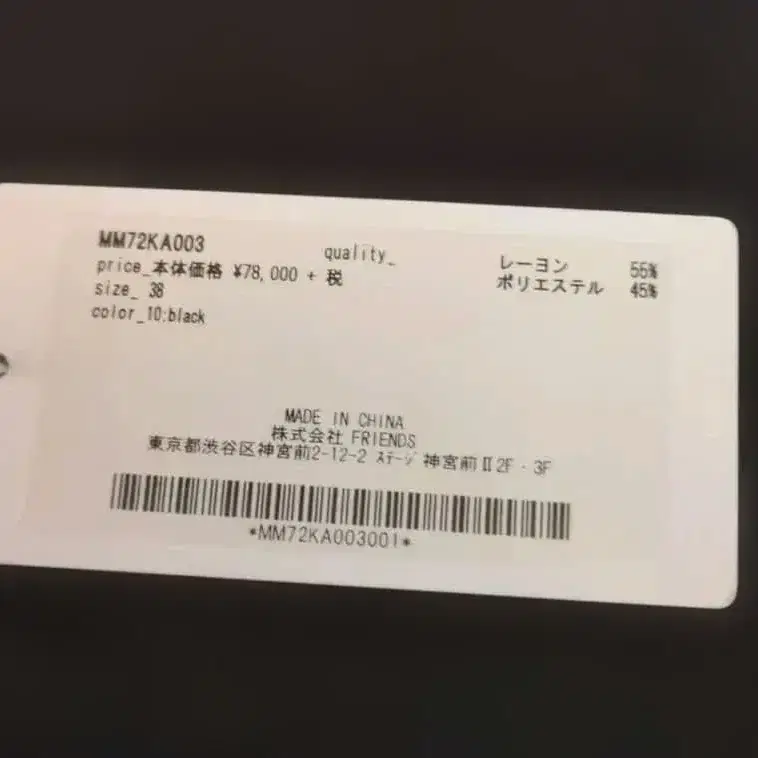 MM72KA003
price_本体価格 ¥78,000 + 税
size_ 38
color_10:black
quality_
レーヨン 55%
ポリエステル 45%
MADE IN CHINA
株式会社 FRIENDS
東京都渋谷区神宮前2-12-2 ｽﾃｰｼﾞ 神宮前Ⅱ2F・3F
*MM72KA003001*